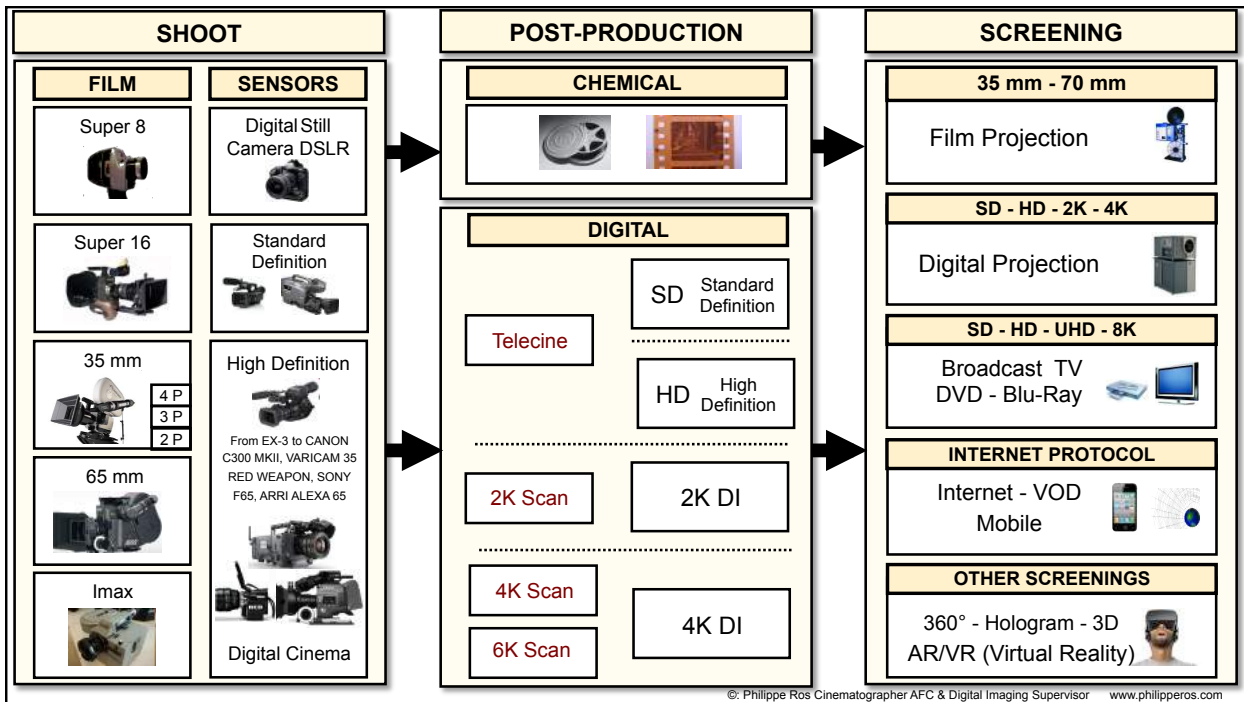 SHOOT
FILM
SENSORS
Super 8
Digital Still
Camera DSLR
Super 16
Standard
Definition
35 mm
4 P
3 P
2 P
High Definition
From EX-3 to CANON
C300 MKII, VARICAM 35
RED WEAPON, SONY
F65, ARRI ALEXA 65
65 mm
Imax
Digital Cinema
POST-PRODUCTION
CHEMICAL
DIGITAL
Telecine
SD Standard
Definition
HD High
Definition
2K Scan
2K DI
4K Scan
6K Scan
4K DI
SCREENING
35 mm - 70 mm
Film Projection
SD - HD - 2K - 4K
Digital Projection
SD - HD - UHD - 8K
Broadcast TV
DVD - Blu-Ray
INTERNET PROTOCOL
Internet - VOD
Mobile
OTHER SCREENINGS
360° - Hologram - 3D
AR/VR (Virtual Reality)
©: Philippe Ros Cinematographer AFC & Digital Imaging Supervisor www.philipperos.com